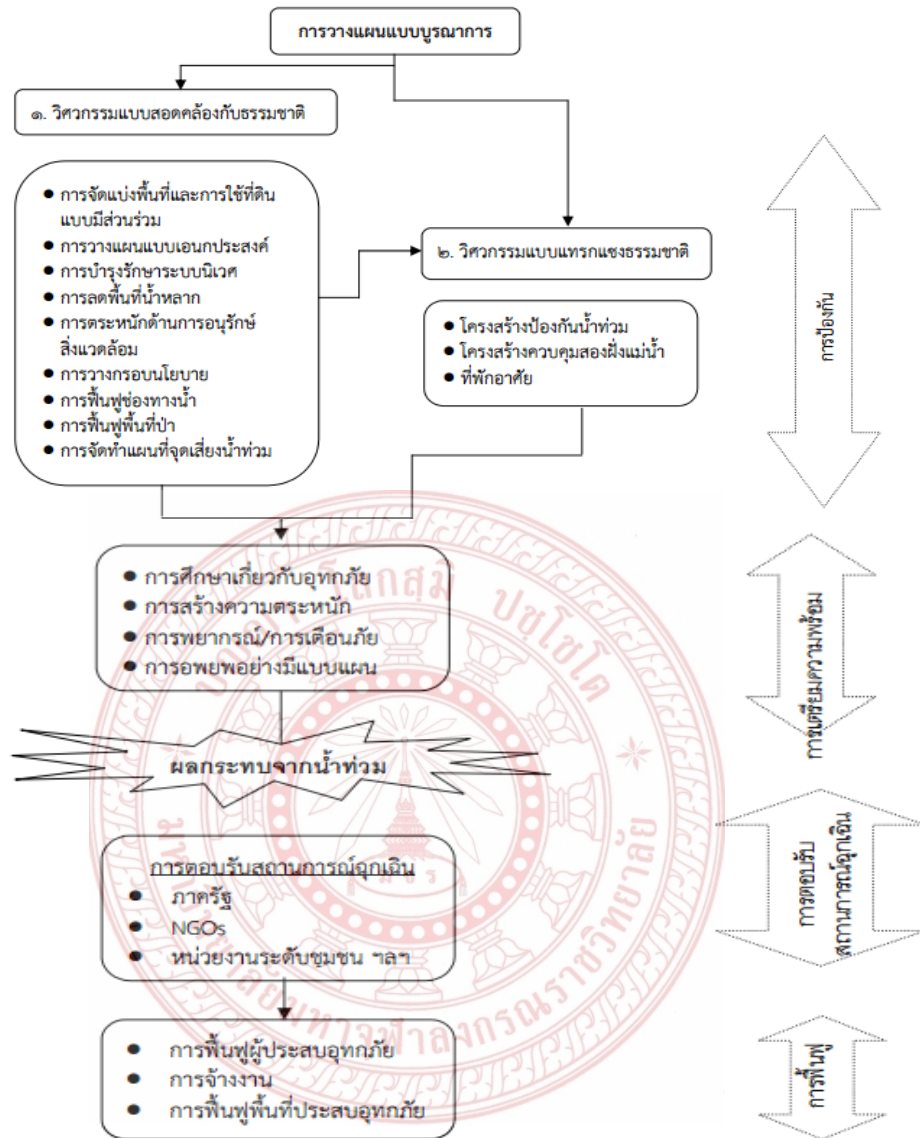 การวางแผนแบบบูรณาการ
๑. วิศวกรรมแบบสอดคล้องกับธรรมชาติ
● การจัดแบ่งพื้นที่และการใช้ที่ดิน
แบบมีส่วนร่วม
● การวางแผนแบบเอนกประสงค์
● การบำรุงรักษาระบบนิเวศ
● การลดพื้นที่น้ำหลาก
● การตระหนักด้านการอนุรักษ์
สิ่งแวดล้อม
● การวางกรอบนโยบาย
● การฟื้นฟูช่องทางน้ำ
● การฟื้นฟูพื้นที่ป่า
● การจัดทำแผนที่จุดเสี่ยงน้ำท่วม
๒. วิศวกรรมแบบแทรกแซงธรรมชาติ
● โครงสร้างป้องกันน้ำท่วม
● โครงสร้างควบคุมสองฝั่งแม่น้ำ
● ที่พักอาศัย
การป้องกัน
● การศึกษาเกี่ยวกับอุทกภัย
● การสร้างความตระหนัก
● การพยากรณ์/การเตือนภัย
● การอพยพอย่างมีแบบแผน
การเตรียมความพร้อม
ผลกระทบจากน้ำท่วม
การตอบรับสถานการณ์ฉุกเฉิน
● ภาครัฐ
● NGOs
● หน่วยงานระดับชุมชน ฯลฯ
การตอบรับ
สถานการณ์ฉุกเฉิน
● การฟื้นฟูผู้ประสบอุทกภัย
● การจ้างงาน
● การฟื้นฟูพื้นที่ประสบอุทกภัย
การฟื้นฟู
ปชฺโชโต
มหาจุฬาลงกรณราชวิทยาลัย